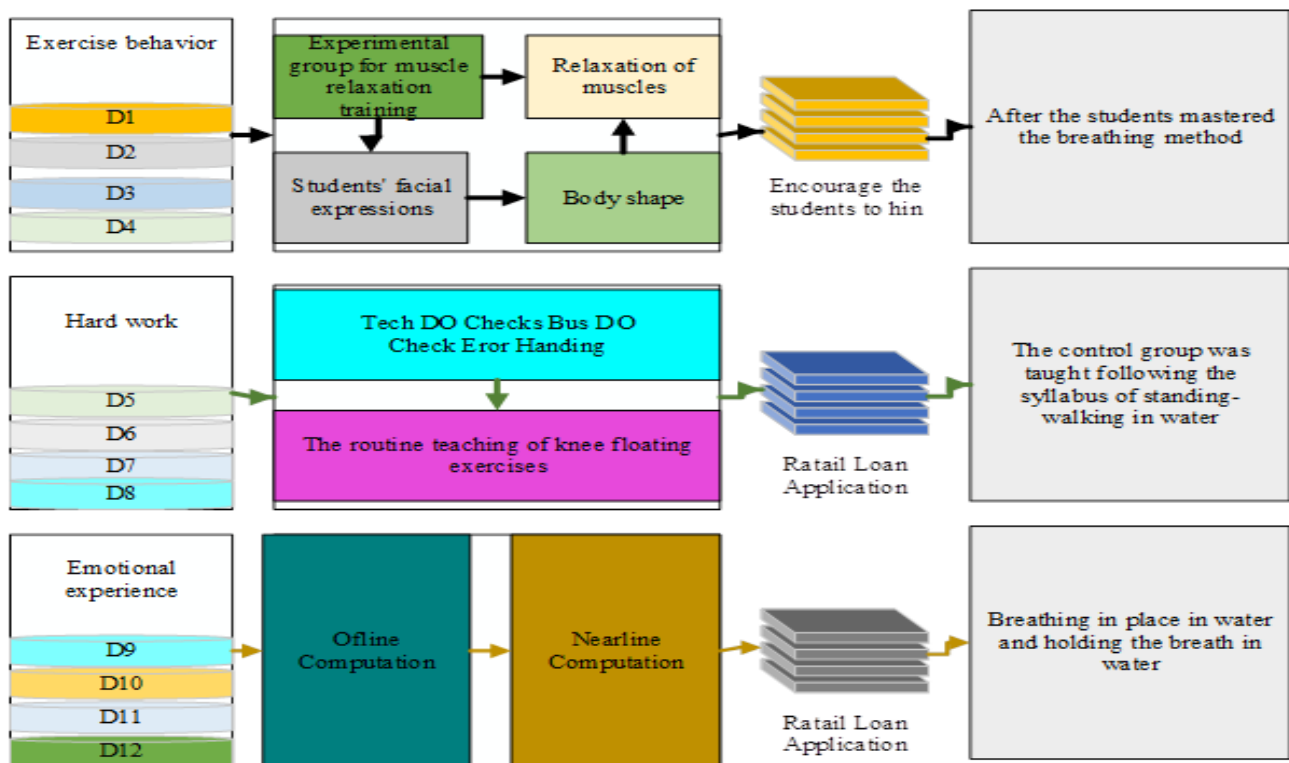 Exercise behavior
D1
D2
D3
D4
Experimental
group for muscle
relaxation
training
Relaxation of
muscles
Students' facial
expressions
Body shape
Encourage the
students to hin
After the students mastered
the breathing method
Hard work
D5
D6
D7
D8
Tech DO Checks Bus DO
Check Eror Handing
The routine teaching of knee floating
exercises
Ratail Loan
Application
The control group was
taught following the
syllabus of standing-
walking in water
Emotional
experience
D9
D10
D11
D12
Ofline
Computation
Nearline
Computation
Ratail Loan
Application
Breathing in place in water
and holding the breath in
water